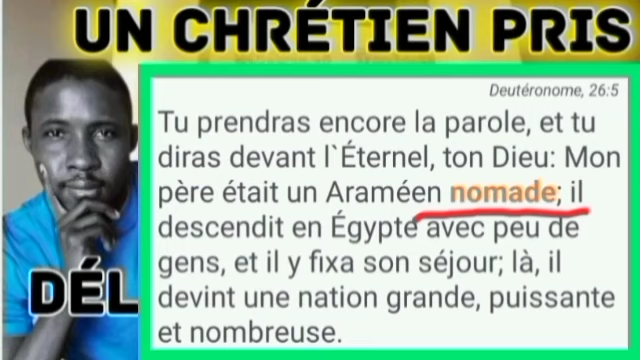 UN CHRÉTIEN PRIS
Deutéronome, 26:5
Tu prendras encore la parole, et tu
diras devant l`Éternel, ton Dieu: Mon
père était un Araméen nomade; il
descendit en Égypte avec peu de
gens, et il y fixa son séjour; là, il
devint une nation grande, puissante
et nombreuse.
DÉL